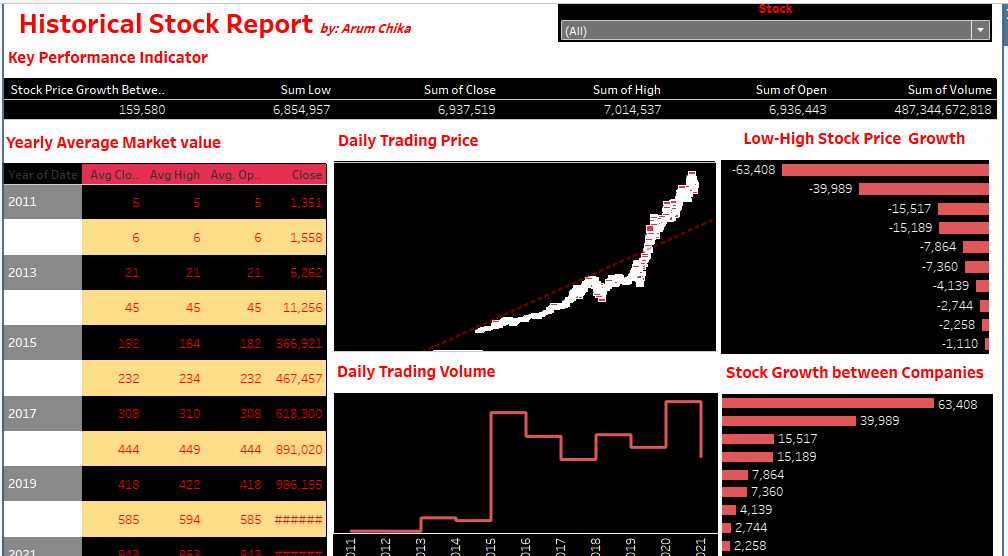 Stock
Historical Stock Report by: Arum Chika
(All)
Key Performance Indicator
Stock Price Growth Betwe.. Sum Low Sum of Close Sum of High Sum of Open Sum of Volume
159,580 6,854,957 6,937,519 7,014,537 6,936,443 487,344,672,818
Yearly Average Market value
Year of Date Avg Clo.. Avg High Avg. Op.. Close
2011 5 5 5 1,351
6 6 6 1,558
2013 21 21 21 5,262
45 45 45 11,256
2015 182 184 182 366,921
232 234 232 467,457
2017 308 310 308 618,300
444 449 444 891,020
2019 418 422 418 986,155
585 594 585 ######
2021 843 853 843 ######
Daily Trading Price
Daily Trading Volume
2011 2012 2013 2014 2015 2016 2017 2018 2019 2020 2021
Low-High Stock Price Growth
-63,408
-39,989
-15,517
-15,189
-7,864
-7,360
-4,139
-2,744
-2,258
-1,110
Stock Growth between Companies
63,408
39,989
15,517
15,189
7,864
7,360
4,139
2,744
2,258